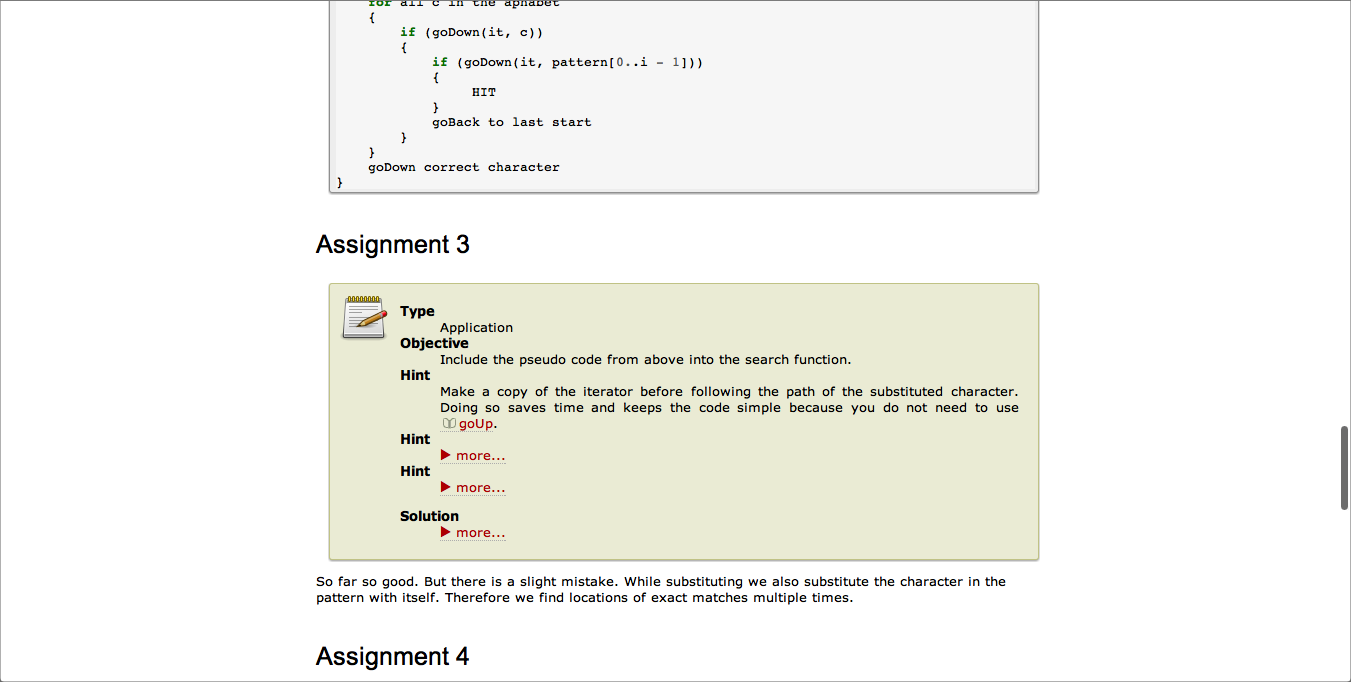 for all c in the aphabet
{
if (goDown(it, c))
{
if (goDown(it, pattern[0..i - 1]))
{
HIT
}
goBack to last start
}
}
goDown correct character
}
Assignment 3
Type
Application
Objective
Include the pseudo code from above into the search function.
Hint
Make a copy of the iterator before following the path of the substituted character.
Doing so saves time and keeps the code simple because you do not need to use
goUp.
Hint
more...
Hint
more...
Solution
more...
So far so good. But there is a slight mistake. While substituting we also substitute the character in the
pattern with itself. Therefore we find locations of exact matches multiple times.
Assignment 4